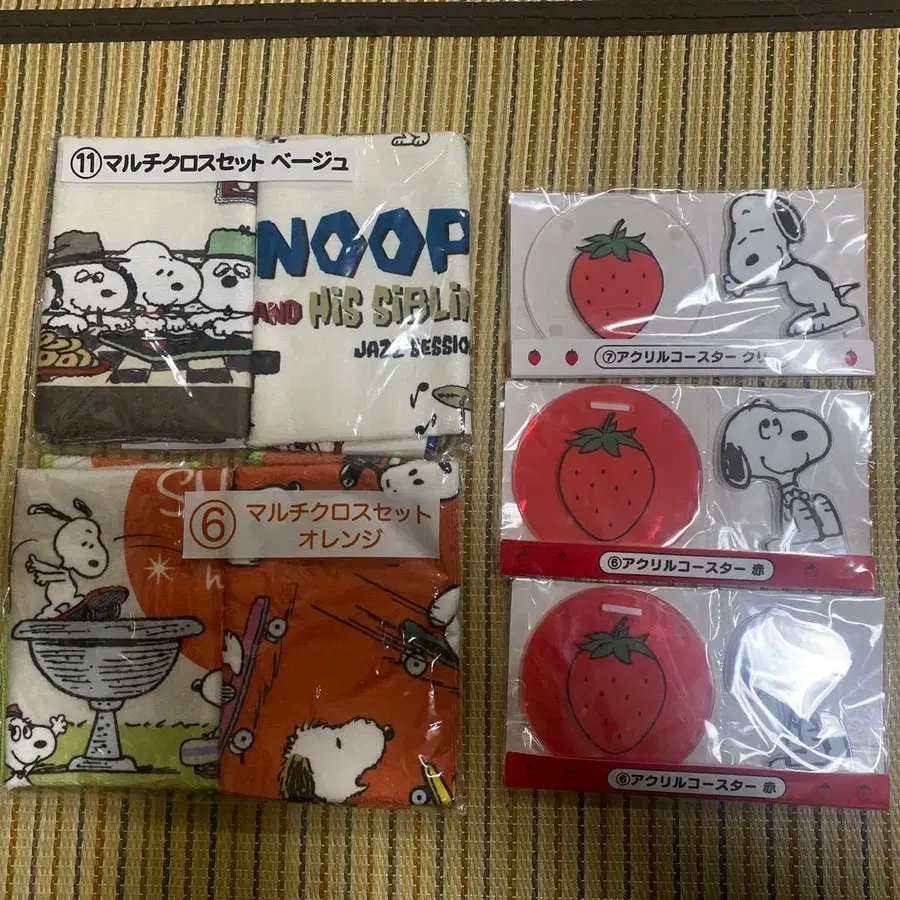 ⑪マルチクロスセット ベージュ
NOOP
AND HIS SIBLI
JAZZ SESSIO
⑥ マルチクロスセット
オレンジ
⑦アクリルコースター クリ
⑥アクリルコースター 赤
⑥アクリルコースター 赤